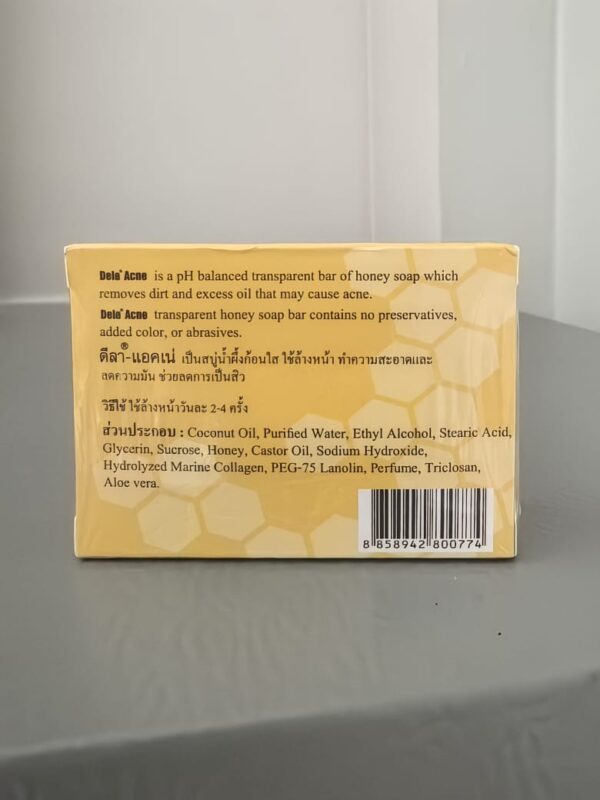 Dela® Acne is a pH balanced transparent bar of honey soap which
removes dirt and excess oil that may cause acne.
Dela® Acne transparent honey soap bar contains no preservatives,
added color, or abrasives.
ดีลา®-แอคเน่ เป็นสบู่น้ำผึ้งก้อนใส ใช้ล้างหน้า ทำความสะอาดและ
ลดความมัน ช่วยลดการเป็นสิว
วิธีใช้ ใช้ล้างหน้าวันละ 2-4 ครั้ง
ส่วนประกอบ : Coconut Oil, Purified Water, Ethyl Alcohol, Stearic Acid,
Glycerin, Sucrose, Honey, Castor Oil, Sodium Hydroxide,
Hydrolyzed Marine Collagen, PEG-75 Lanolin, Perfume, Triclosan,
Aloe vera.
8 858942 800774